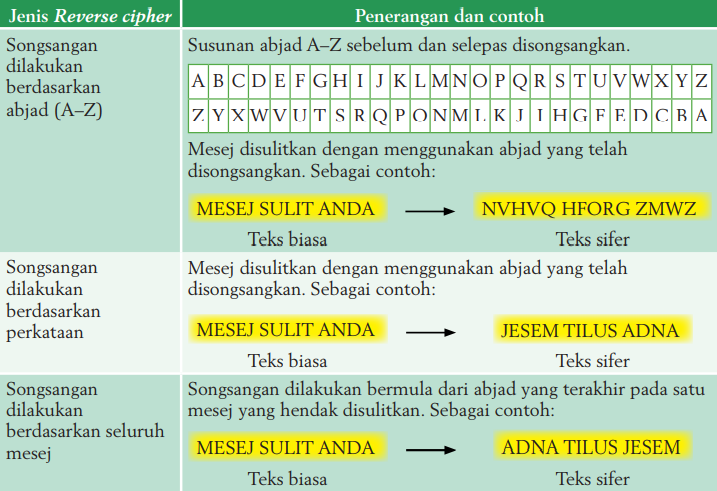 Jenis Reverse cipher
Penerangan dan contoh
Songsangan
dilakukan
berdasarkan
abjad (A–Z)
Susunan abjad A–Z sebelum dan selepas disongsangkan.
A B C D E F G H I J K L M N O P Q R S T U V W X Y Z
Z Y X W V U T S R Q P O N M L K J I H G F E D C B A
Mesej disulitkan dengan menggunakan abjad yang telah
disongsangkan. Sebagai contoh:
MESEJ SULIT ANDA
NVHVQ HFORG ZMWZ
Teks biasa
Teks sifer
Songsangan
dilakukan
berdasarkan
perkataan
Mesej disulitkan dengan menggunakan abjad yang telah
disongsangkan. Sebagai contoh:
MESEJ SULIT ANDA
JESEM TILUS ADNA
Teks biasa
Teks sifer
Songsangan
dilakukan
berdasarkan seluruh
mesej
Songsangan dilakukan bermula dari abjad yang terakhir pada satu
mesej yang hendak disulitkan. Sebagai contoh:
MESEJ SULIT ANDA
ADNA TILUS JESEM
Teks biasa
Teks sifer